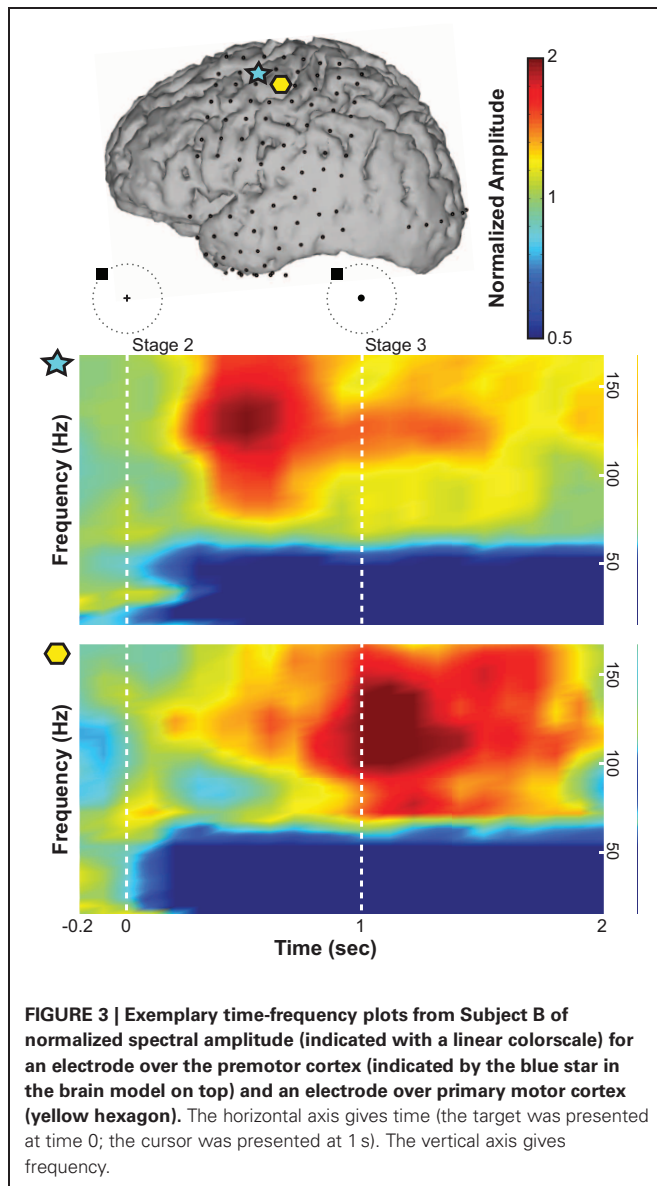 2
Normalized Amplitude
1
0.5
Stage 2
Stage 3
Frequency (Hz)
150
100
50
Frequency (Hz)
150
100
50
-0.2 0 1 2
Time (sec)
FIGURE 3 | Exemplary time-frequency plots from Subject B of
normalized spectral amplitude (indicated with a linear colorscale) for
an electrode over the premotor cortex (indicated by the blue star in
the brain model on top) and an electrode over primary motor cortex
(yellow hexagon). The horizontal axis gives time (the target was presented
at time 0; the cursor was presented at 1 s). The vertical axis gives
frequency.